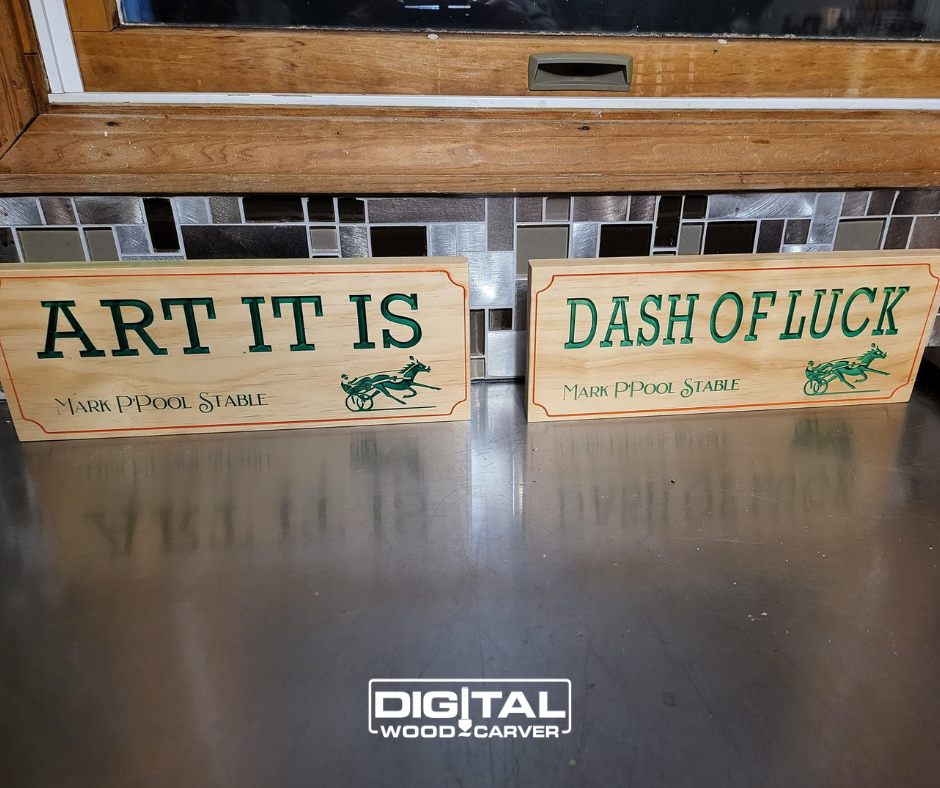 ART IT IS
MARK P'POOL STABLE
DASH OF LUCK
MARK P'POOL STABLE
DIGITAL
WOOD CARVER